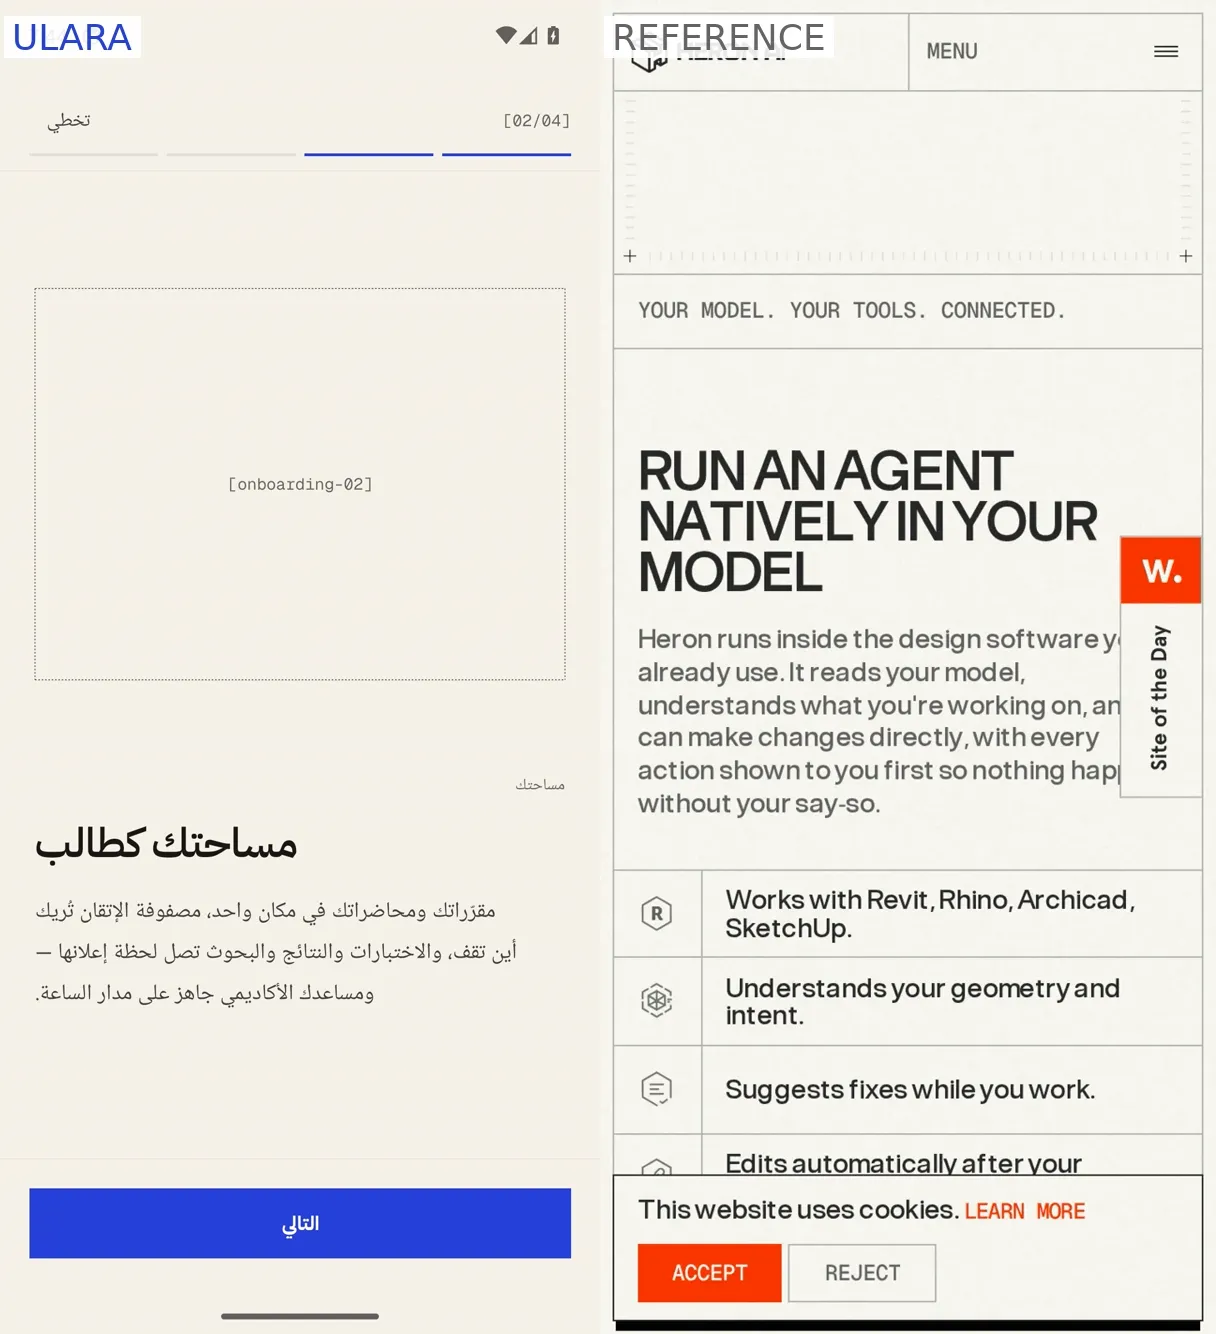 ULARA
[02/04]
تخطي
[onboarding-02]
مساحتك
مساحتك كطالب
مقرّراتك ومحاضراتك في مكان واحد، مصفوفة الإتقان تُريك
أين تقف، والاختبارات والنتائج والبحوث تصل لحظة إعلانها —
ومساعدك الأكاديمي جاهز على مدار الساعة.
التالي
REFERENCE
HERON AI
MENU
YOUR MODEL. YOUR TOOLS. CONNECTED.
RUN AN AGENT
NATIVELY IN YOUR
MODEL
Heron runs inside the design software
already use. It reads your model,
understands what you're working on,
can make changes directly, with every
action shown to you first so nothing
without your say-so.
W.
Site of the Day
R
Works with Revit, Rhino, Archicad,
SketchUp.
Understands your geometry and
intent.
Suggests fixes while you work.
Edits automatically after your
This website uses cookies. LEARN MORE
ACCEPT
REJECT